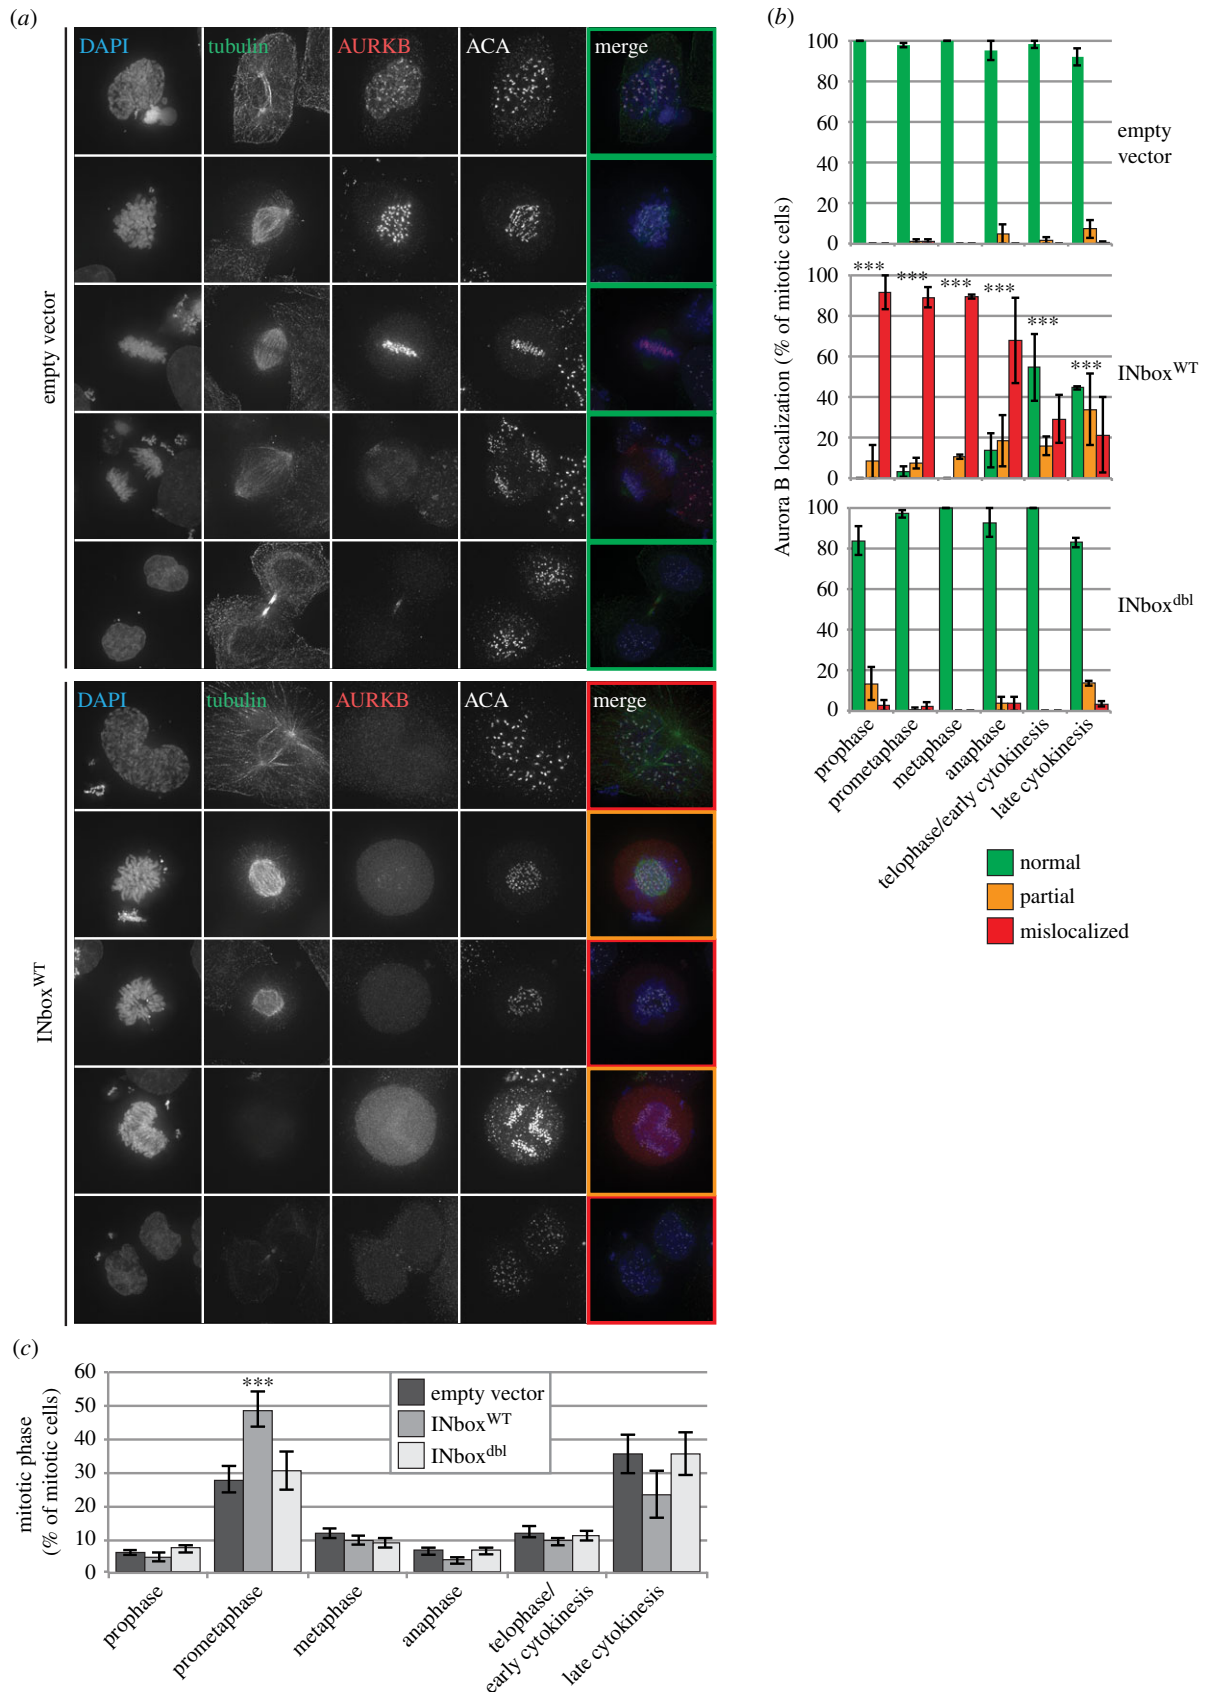 (a)
DAPI tubulin AURKB ACA merge
empty vector
DAPI tubulin AURKB ACA merge
INbox^WT
(b)
Aurora B localization (% of mitotic cells)
100
80
60
40
20
0
empty
vector
100
80
60
40
20
0
*** *** *** *** *** ***
INbox^WT
100
80
60
40
20
0
INbox^dbl
prophase
prometaphase
metaphase
anaphase
telophase/early cytokinesis
late cytokinesis
normal
partial
mislocalized
(c)
mitotic phase
(% of mitotic cells)
60
50
40
30
20
10
0
***
empty vector
INbox^WT
INbox^dbl
prophase
prometaphase
metaphase
anaphase
telophase/
early cytokinesis
late cytokinesis